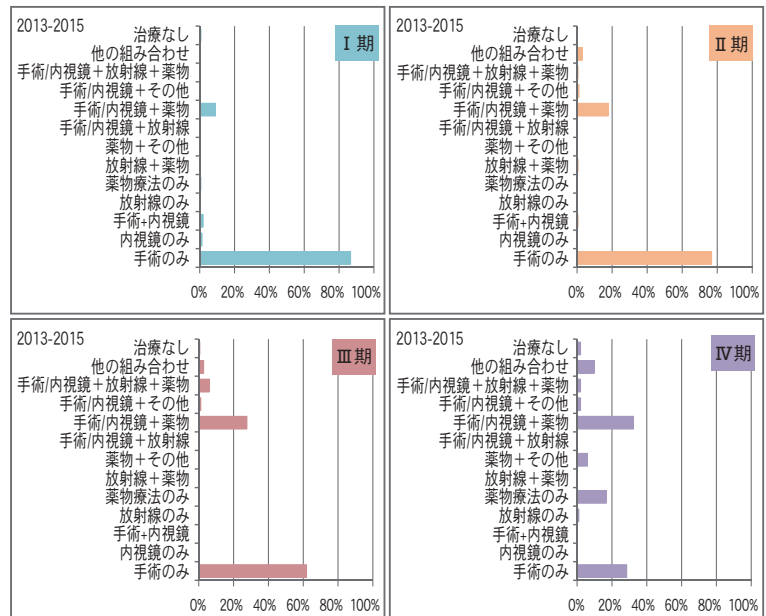 2013-2015
Ⅰ期
治療なし
他の組み合わせ
手術/内視鏡＋放射線＋薬物
手術/内視鏡＋その他
手術/内視鏡＋薬物
手術/内視鏡＋放射線
薬物＋その他
放射線＋薬物
薬物療法のみ
放射線のみ
手術+内視鏡
内視鏡のみ
手術のみ
0% 20% 40% 60% 80% 100%
2013-2015
Ⅱ期
治療なし
他の組み合わせ
手術/内視鏡＋放射線＋薬物
手術/内視鏡＋その他
手術/内視鏡＋薬物
手術/内視鏡＋放射線
薬物＋その他
放射線＋薬物
薬物療法のみ
放射線のみ
手術+内視鏡
内視鏡のみ
手術のみ
0% 20% 40% 60% 80% 100%
2013-2015
Ⅲ期
治療なし
他の組み合わせ
手術/内視鏡＋放射線＋薬物
手術/内視鏡＋その他
手術/内視鏡＋薬物
手術/内視鏡＋放射線
薬物＋その他
放射線＋薬物
薬物療法のみ
放射線のみ
手術+内視鏡
内視鏡のみ
手術のみ
0% 20% 40% 60% 80% 100%
2013-2015
Ⅳ期
治療なし
他の組み合わせ
手術/内視鏡＋放射線＋薬物
手術/内視鏡＋その他
手術/内視鏡＋薬物
手術/内視鏡＋放射線
薬物＋その他
放射線＋薬物
薬物療法のみ
放射線のみ
手術+内視鏡
内視鏡のみ
手術のみ
0% 20% 40% 60% 80% 100%